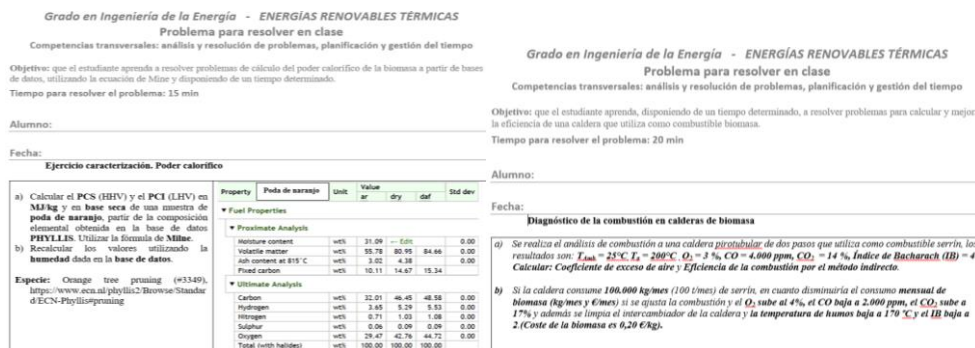 Grado en Ingeniería de la Energía - ENERGÍAS RENOVABLES TÉRMICAS
Problema para resolver en clase
Competencias transversales: análisis y resolución de problemas, planificación y gestión del tiempo
Objetivo: que el estudiante aprenda a resolver problemas de cálculo del poder calorífico de la biomasa a partir de bases
de datos, utilizando la ecuación de Mine y disponiendo de un tiempo determinado.
Tiempo para resolver el problema: 15 min
Alumno:
Fecha:
Ejercicio caracterización. Poder calorífico
a) Calcular el PCS (HHV) y el PCI (LHV) en
MJ/kg y en base seca de una muestra de
poda de naranjo, partir de la composición
elemental obtenida en la base de datos
PHYLLIS. Utilizar la fórmula de Milne.
b) Recalcular los valores utilizando la
humedad dada en la base de datos.
Especie: Orange tree pruning (#3349),
https://www.ecn.nl/phyllis2/Browse/Standar
d/ECN-Phyllis#pruning
Property Poda de naranjo Unit Value Std dev
ar dry daf
▼ Fuel Properties
▼ Proximate Analysis
Moisture content wt% 31.09 ← Edit 0.00
Volatile matter wt% 55.78 80.95 84.66 0.00
Ash content at 815°C wt% 3.02 4.38 0.00
Fixed carbon wt% 10.11 14.67 15.34
▼ Ultimate Analysis
Carbon wt% 32.01 46.45 48.58 0.00
Hydrogen wt% 3.65 5.29 5.53 0.00
Nitrogen wt% 0.71 1.03 1.08 0.00
Sulphur wt% 0.06 0.09 0.09 0.00
Oxygen wt% 29.47 42.76 44.72 0.00
Total (with halides) wt% 100.00 100.00 100.00
Grado en Ingeniería de la Energía - ENERGÍAS RENOVABLES TÉRMICAS
Problema para resolver en clase
Competencias transversales: análisis y resolución de problemas, planificación y gestión del tiempo
Objetivo: que el estudiante aprenda, disponiendo de un tiempo determinado, a resolver problemas para calcular y mejor
la eficiencia de una caldera que utiliza como combustible biomasa.
Tiempo para resolver el problema: 20 min
Alumno:
Fecha:
Diagnóstico de la combustión en calderas de biomasa
a) Se realiza el análisis de combustión a una caldera pirotubular de dos pasos que utiliza como combustible serrín, los
resultados son: Tamb = 25°C Ts = 200°C O2 = 3 %, CO = 4.000 ppm, CO2 = 14 %, Índice de Bacharach (IB) = 4
Calcular: Coeficiente de exceso de aire y Eficiencia de la combustión por el método indirecto.
b) Si la caldera consume 100.000 kg/mes (100 t/mes) de serrín, en cuanto disminuiría el consumo mensual de
biomasa (kg/mes y €/mes) si se ajusta la combustión y el O2 sube al 4%, el CO baja a 2.000 ppm, el CO2 sube a
17% y además se limpia el intercambiador de la caldera y la temperatura de humos baja a 170 °C y el IB baja a
2.(Coste de la biomasa es 0,20 €/kg).